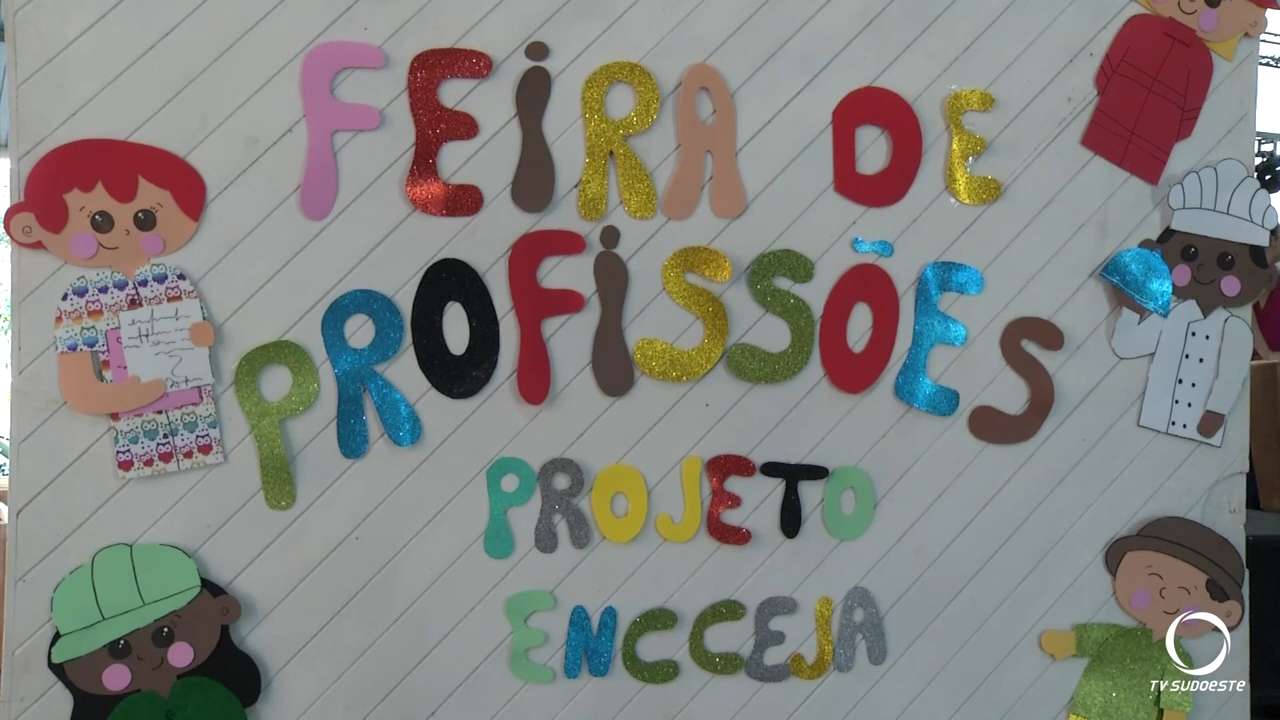 FEiRA DE
PROFiSSÕES
PROJETO
ENCCEJA
TV SUDOESTE